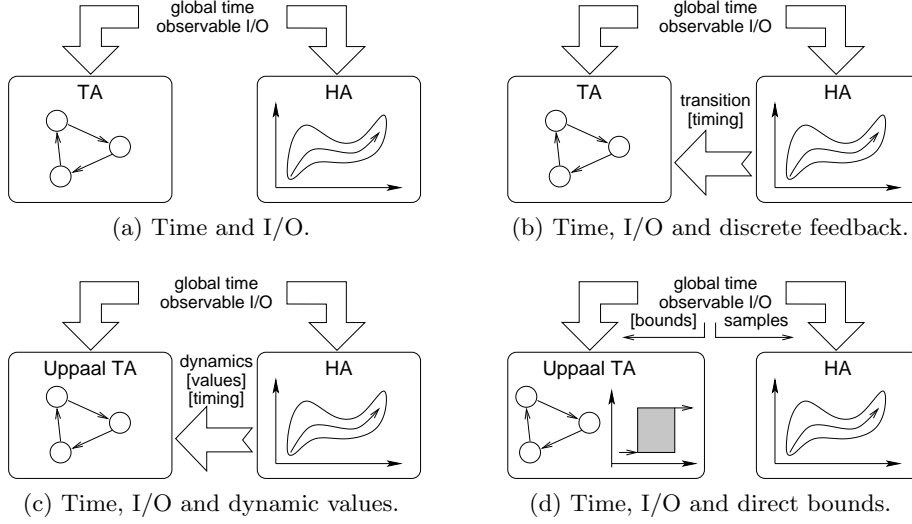 global time
observable I/O
TA
HA
(a) Time and I/O.
global time
observable I/O
TA
transition
[timing]
HA
(b) Time, I/O and discrete feedback.
global time
observable I/O
Uppaal TA
dynamics
[values]
[timing]
HA
(c) Time, I/O and dynamic values.
global time
observable I/O
[bounds]
samples
Uppaal TA
HA
(d) Time, I/O and direct bounds.